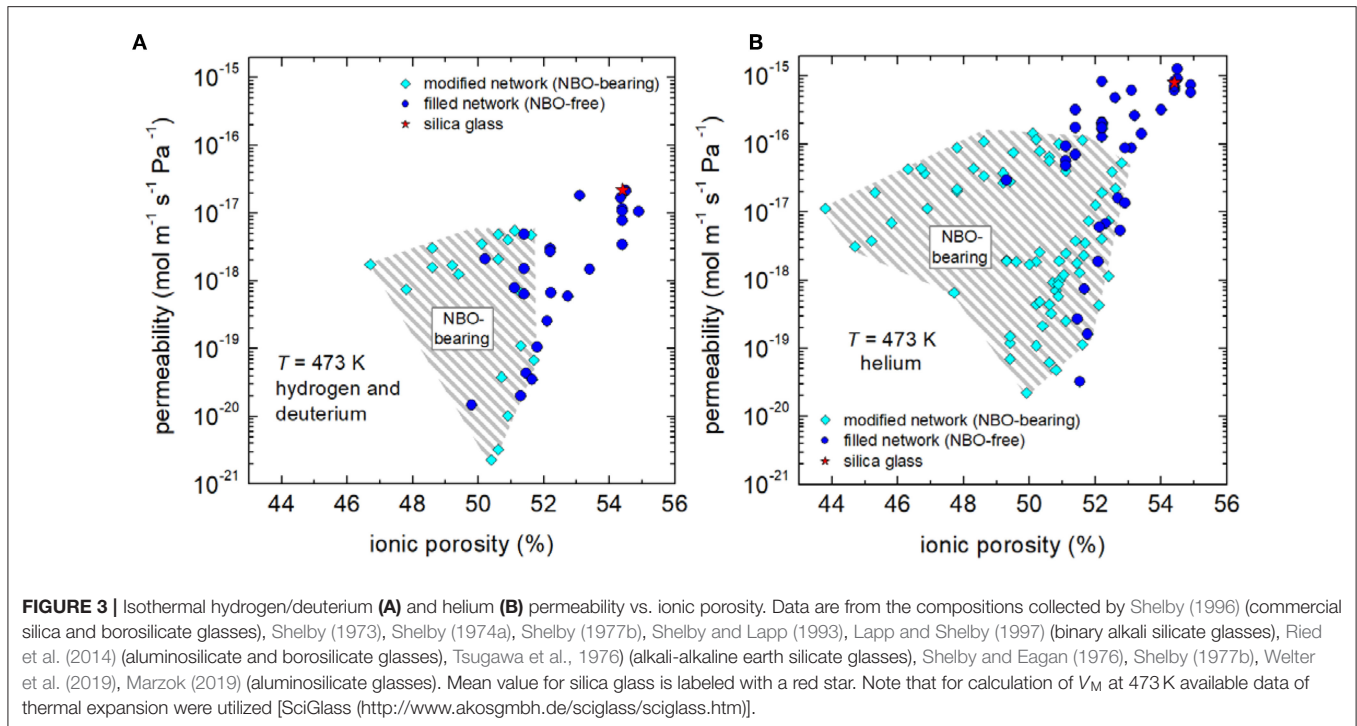 A
permeability (mol m⁻¹ s⁻¹ Pa ⁻¹)
10⁻¹⁵
10⁻¹⁶
10⁻¹⁷
10⁻¹⁸
10⁻¹⁹
10⁻²⁰
10⁻²¹
modified network (NBO-bearing)
filled network (NBO-free)
silica glass
NBO-
bearing
T = 473 K
hydrogen and
deuterium
44 46 48 50 52 54 56
ionic porosity (%)
B
permeability (mol m⁻¹ s⁻¹ Pa ⁻¹)
10⁻¹⁵
10⁻¹⁶
10⁻¹⁷
10⁻¹⁸
10⁻¹⁹
10⁻²⁰
10⁻²¹
NBO-
bearing
T = 473 K
helium
modified network (NBO-bearing)
filled network (NBO-free)
silica glass
44 46 48 50 52 54 56
ionic porosity (%)
FIGURE 3 | Isothermal hydrogen/deuterium (A) and helium (B) permeability vs. ionic porosity. Data are from the compositions collected by Shelby (1996) (commercial
silica and borosilicate glasses), Shelby (1973), Shelby (1974a), Shelby (1977b), Shelby and Lapp (1993), Lapp and Shelby (1997) (binary alkali silicate glasses), Ried
et al. (2014) (aluminosilicate and borosilicate glasses), Tsugawa et al., 1976) (alkali-alkaline earth silicate glasses), Shelby and Eagan (1976), Shelby (1977b), Welter
et al. (2019), Marzok (2019) (aluminosilicate glasses). Mean value for silica glass is labeled with a red star. Note that for calculation of V_M at 473 K available data of
thermal expansion were utilized [SciGlass (http://www.akosgmbh.de/sciglass/sciglass.htm)].